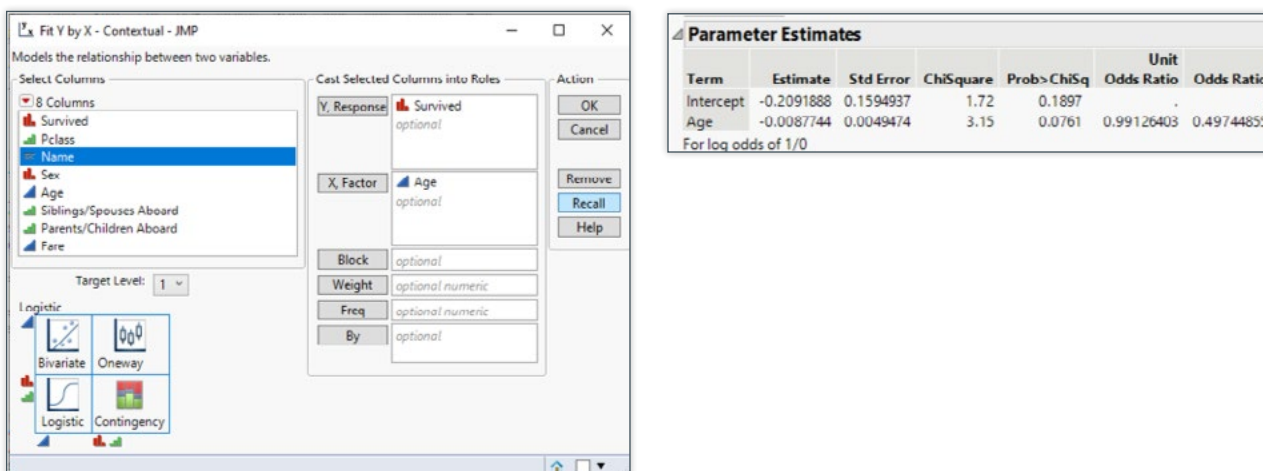 Fit Y by X - Contextual - JMP
Models the relationship between two variables.
Select Columns
8 Columns
Survived
Pclass
Name
Sex
Age
Siblings/Spouses Aboard
Parents/Children Aboard
Fare
Target Level: 1
Logistic
Bivariate Oneway
Logistic Contingency
Cast Selected Columns into Roles
Y, Response Survived
optional
X, Factor Age
optional
Block optional
Weight optional numeric
Freq optional numeric
By optional
Action
OK
Cancel
Remove
Recall
Help
Parameter Estimates
Unit
Term Estimate Std Error ChiSquare Prob>ChiSq Odds Ratio Odds Ratio
Intercept -0.2091888 0.1594937 1.72 0.1897 .
Age -0.0087744 0.0049474 3.15 0.0761 0.99126403 0.49744855
For log odds of 1/0